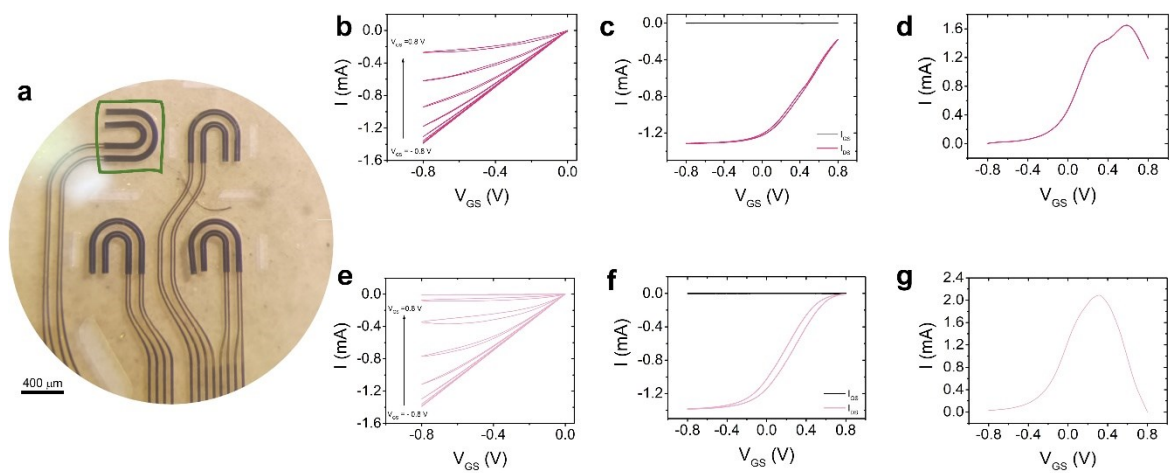 a
400 μm
b
I (mA)
0.0
-0.4
-0.8
-1.2
-1.6
V_GS =0.8 V
V_GS = - 0.8 V
-0.8
-0.4
0.0
V_GS (V)
c
I (mA)
0.0
-0.4
-0.8
-1.2
I_GS
I_DS
-0.8
-0.4
0.0
0.4
0.8
V_GS (V)
d
I (mA)
1.6
1.2
0.8
0.4
0.0
-0.8
-0.4
0.0
0.4
0.8
V_GS (V)
e
I (mA)
0.0
-0.4
-0.8
-1.2
-1.6
V_GS =0.8 V
V_GS = - 0.8 V
-0.8
-0.4
0.0
V_GS (V)
f
I (mA)
0.0
-0.4
-0.8
-1.2
-1.6
I_GS
I_DS
-0.8
-0.4
0.0
0.4
0.8
V_GS (V)
g
I (mA)
2.4
2.0
1.6
1.2
0.8
0.4
0.0
-0.8
-0.4
0.0
0.4
0.8
V_GS (V)